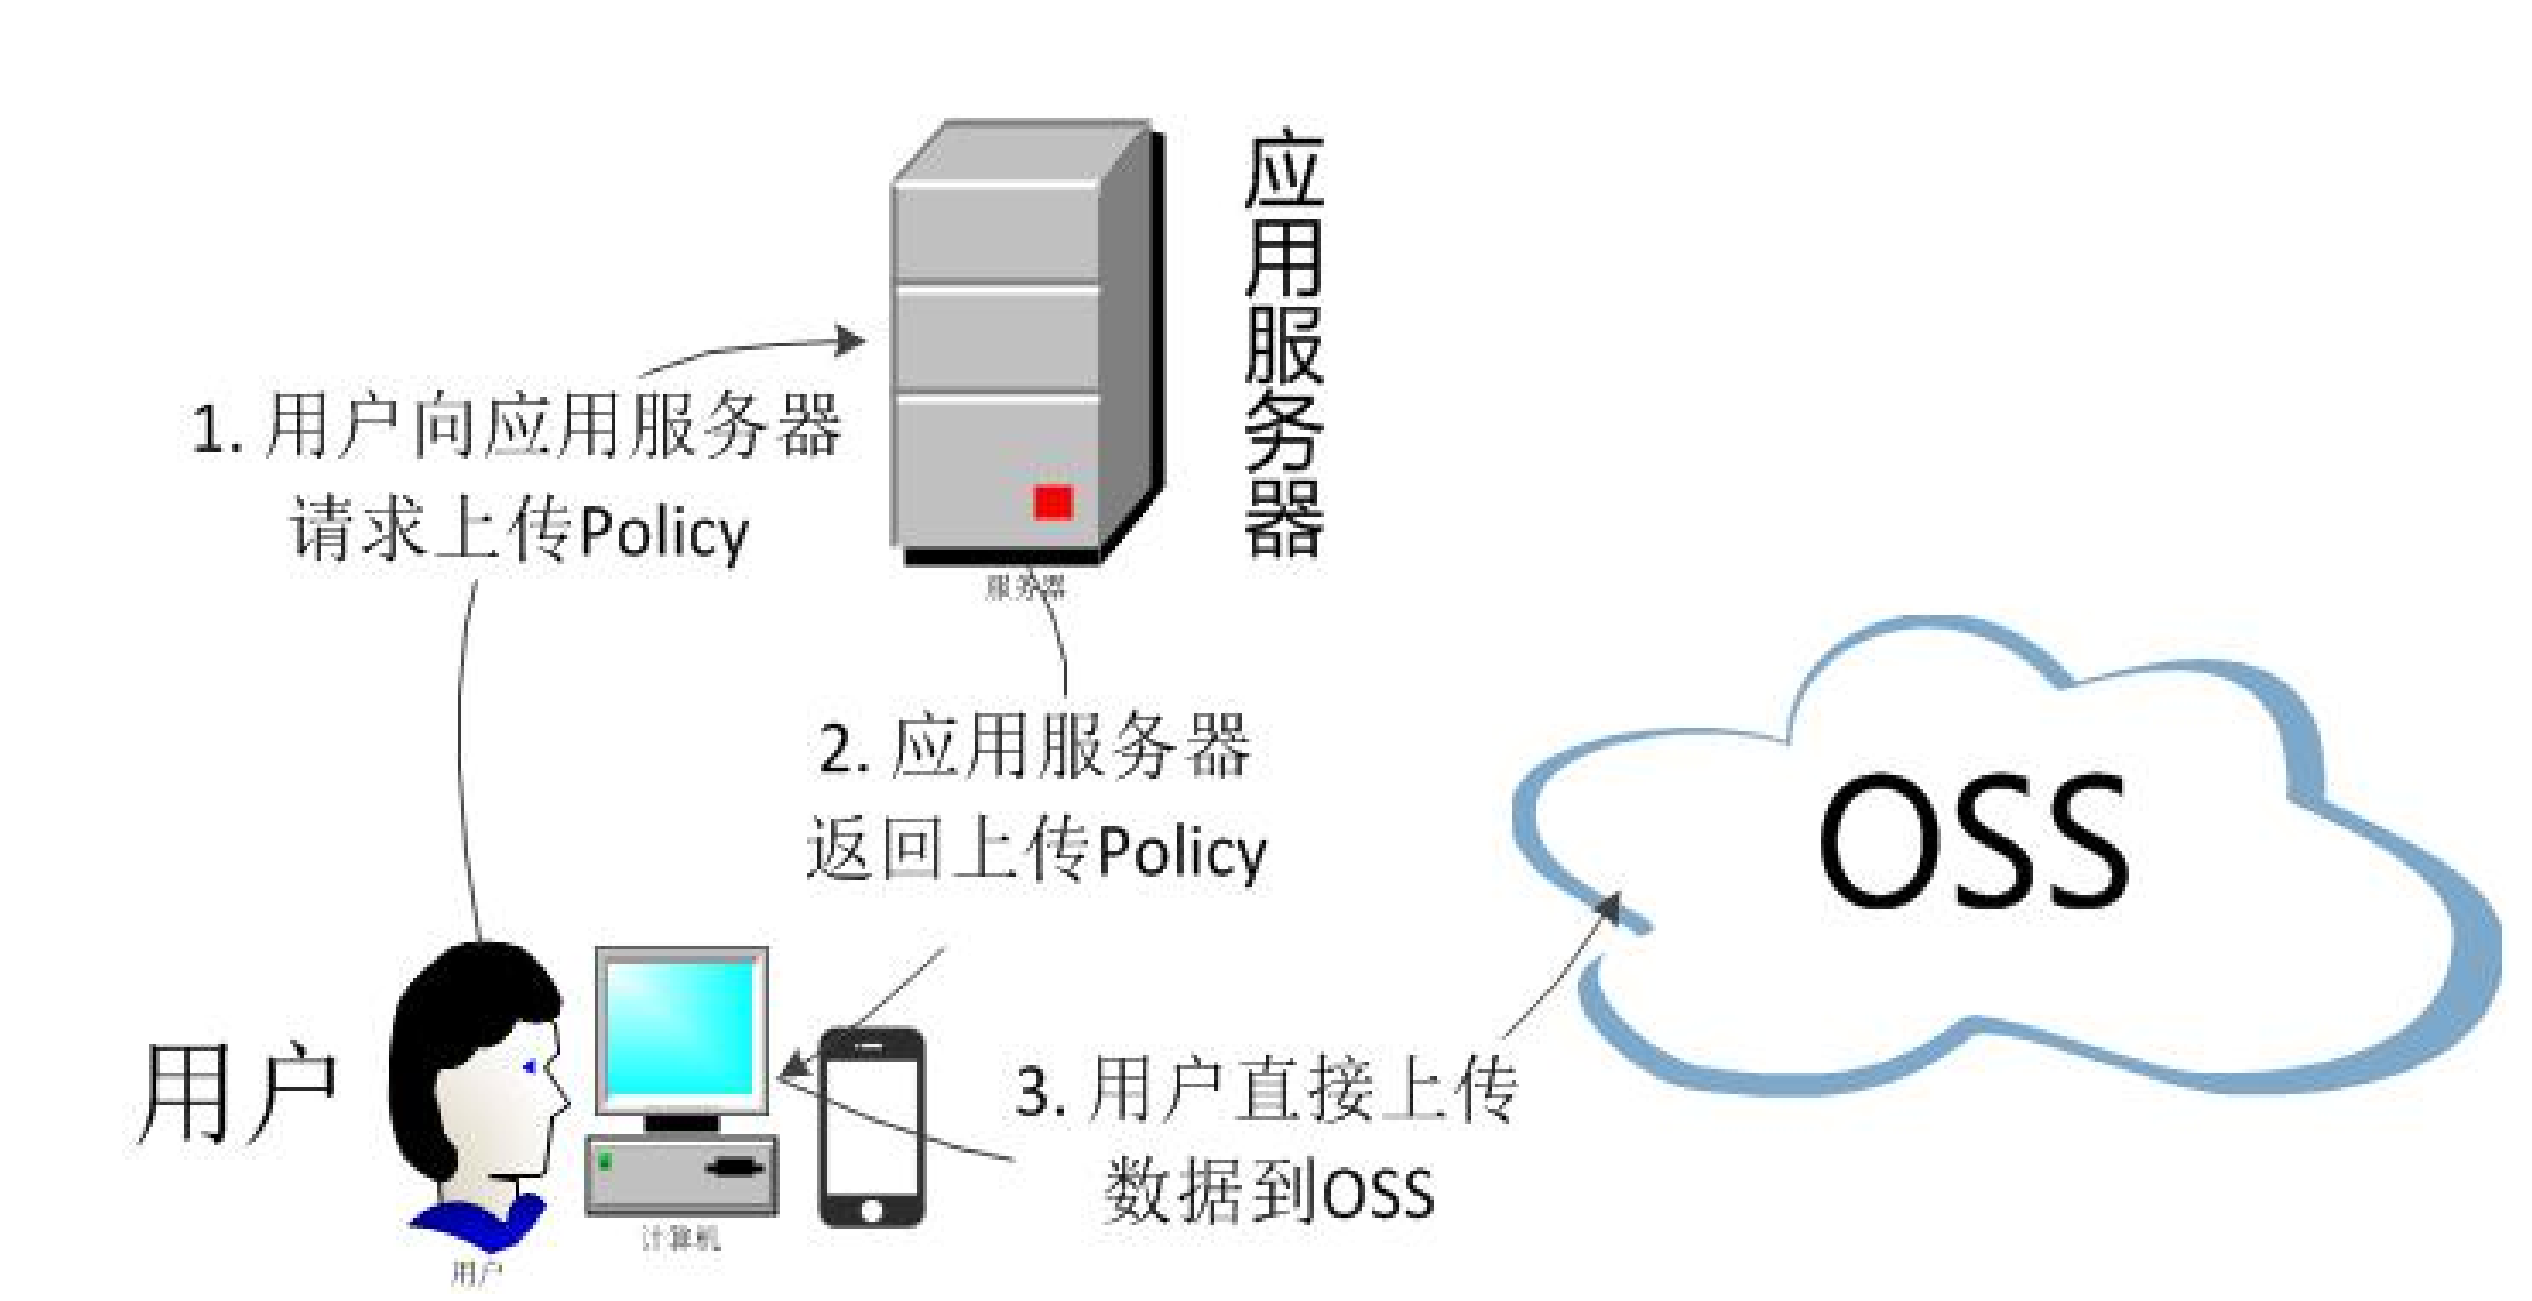 应用服务器
1. 用户向应用服务器
请求上传Policy
服务器
2. 应用服务器
返回上传Policy
OSS
用户
3. 用户直接上传
数据到OSS
计算机
用户